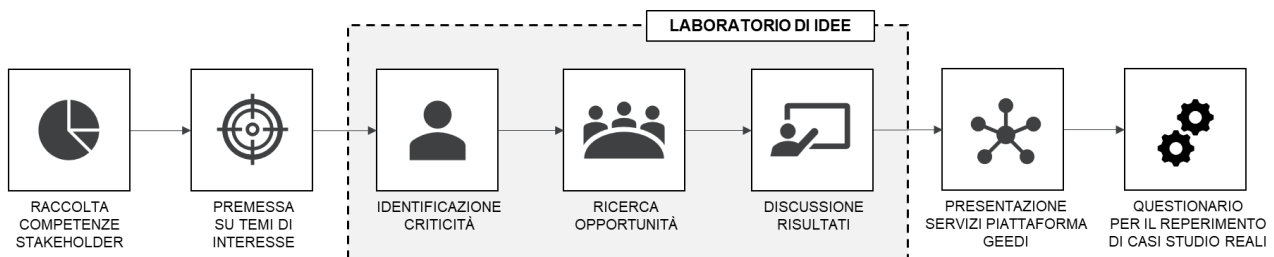 LABORATORIO DI IDEE
RACCOLTA
COMPETENZE
STAKEHOLDER
PREMESSA
SU TEMI DI
INTERESSE
IDENTIFICAZIONE
CRITICITÀ
RICERCA
OPPORTUNITÀ
DISCUSSIONE
RISULTATI
PRESENTAZIONE
SERVIZI PIATTAFORMA
GEEDI
QUESTIONARIO
PER IL REPERIMENTO
DI CASI STUDIO REALI